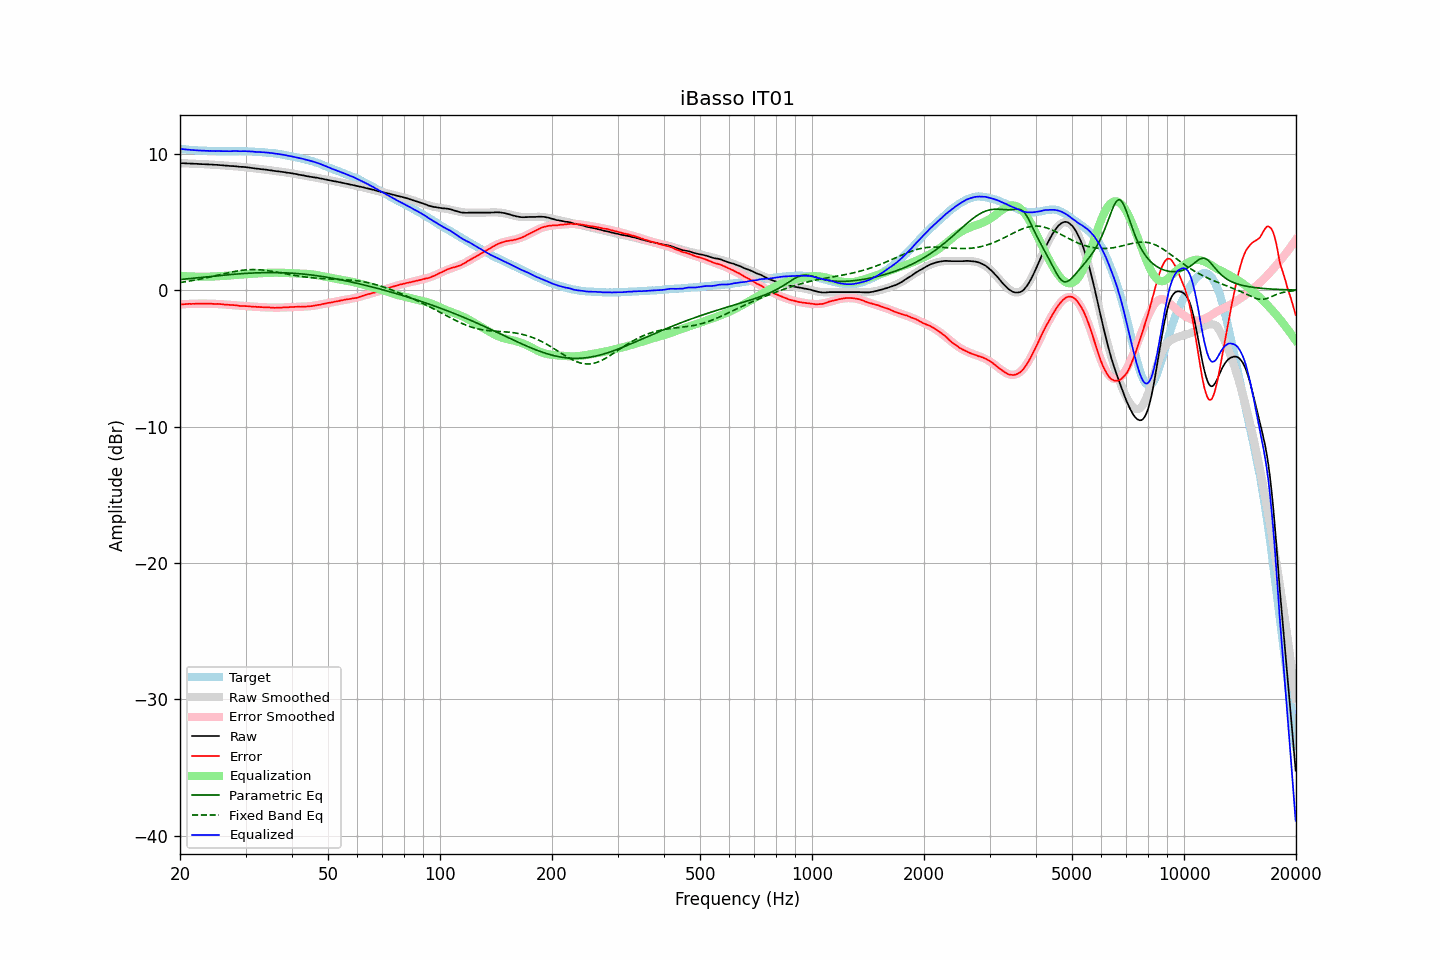 iBasso IT01
Amplitude (dBr)
10
0
−10
−20
−30
−40
Target
Raw Smoothed
Error Smoothed
Raw
Error
Equalization
Parametric Eq
Fixed Band Eq
Equalized
20 50 100 200 500 1000 2000 5000 10000 20000
Frequency (Hz)